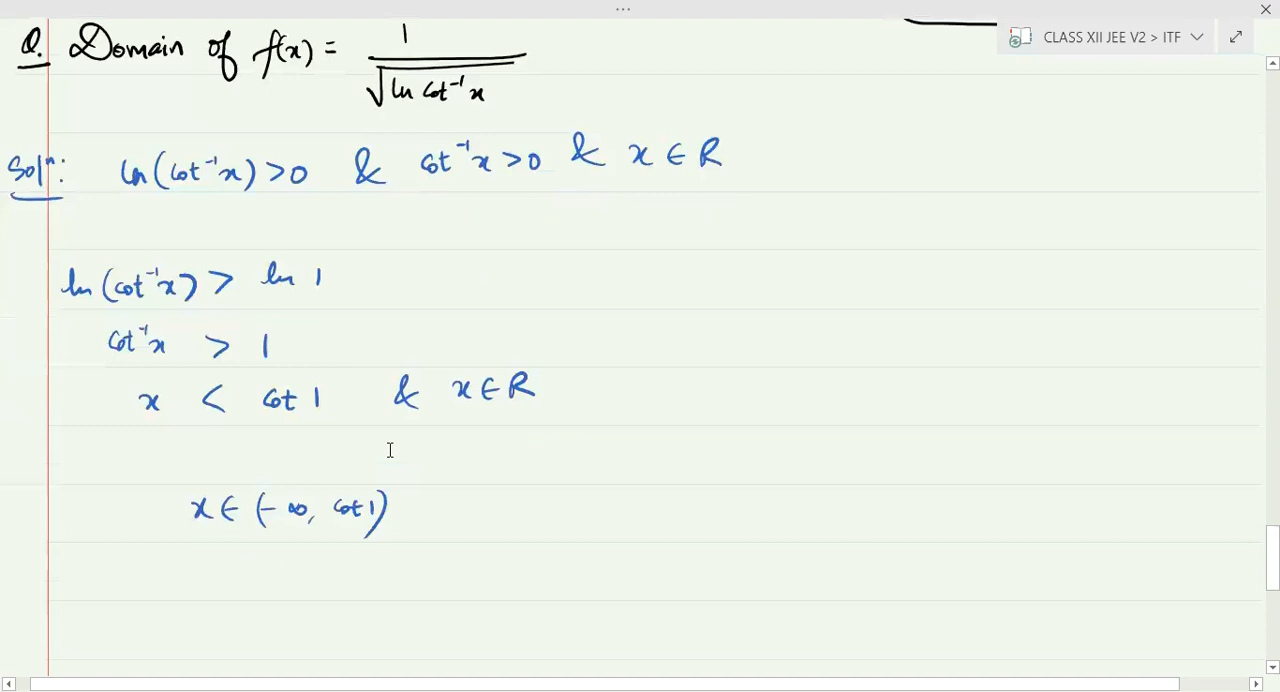 CLASS XII JEE V2 > ITF
Q. Domain of f(x) = 1 / √(ln cot⁻¹ x)
Solⁿ: ln(cot⁻¹x) > 0 & cot⁻¹x > 0 & x ∈ R
ln(cot⁻¹x) > ln 1
cot⁻¹x > 1
x < cot 1 & x ∈ R
x ∈ (-∞, cot 1)